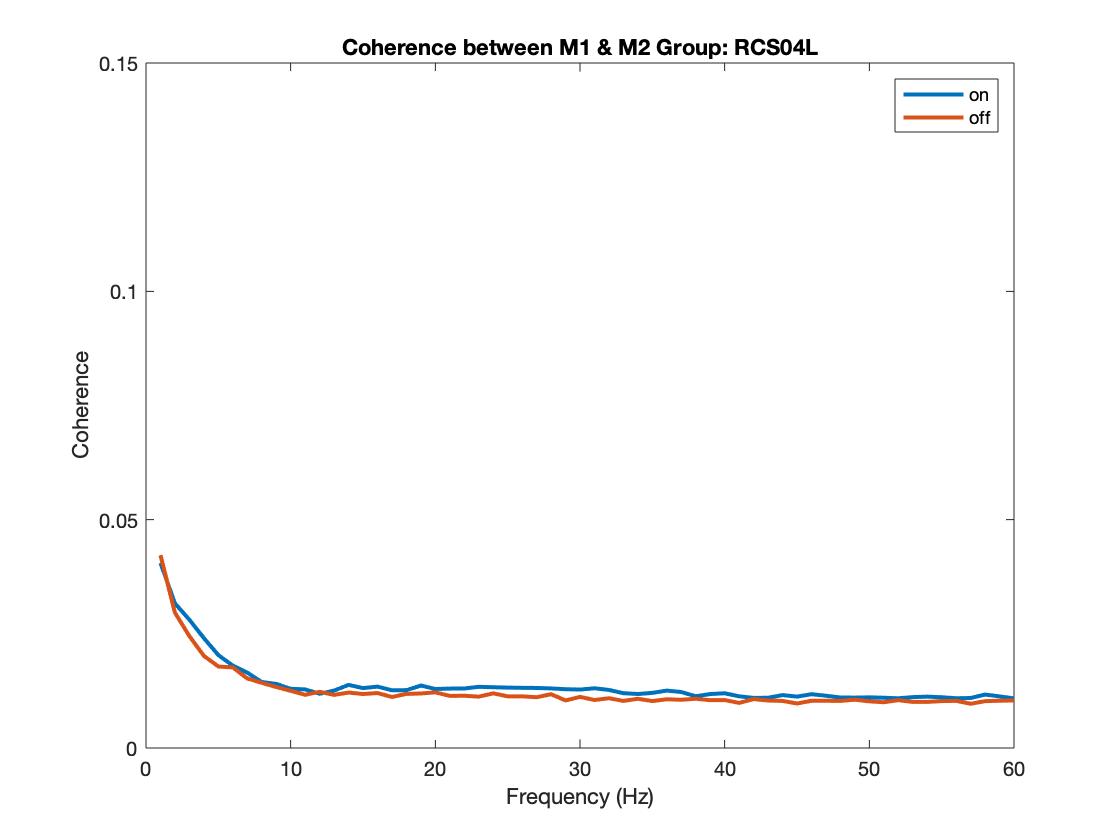 Coherence between M1 & M2 Group: RCS04L
0.15
0.1
0.05
0
Coherence
on
off
0 10 20 30 40 50 60
Frequency (Hz)